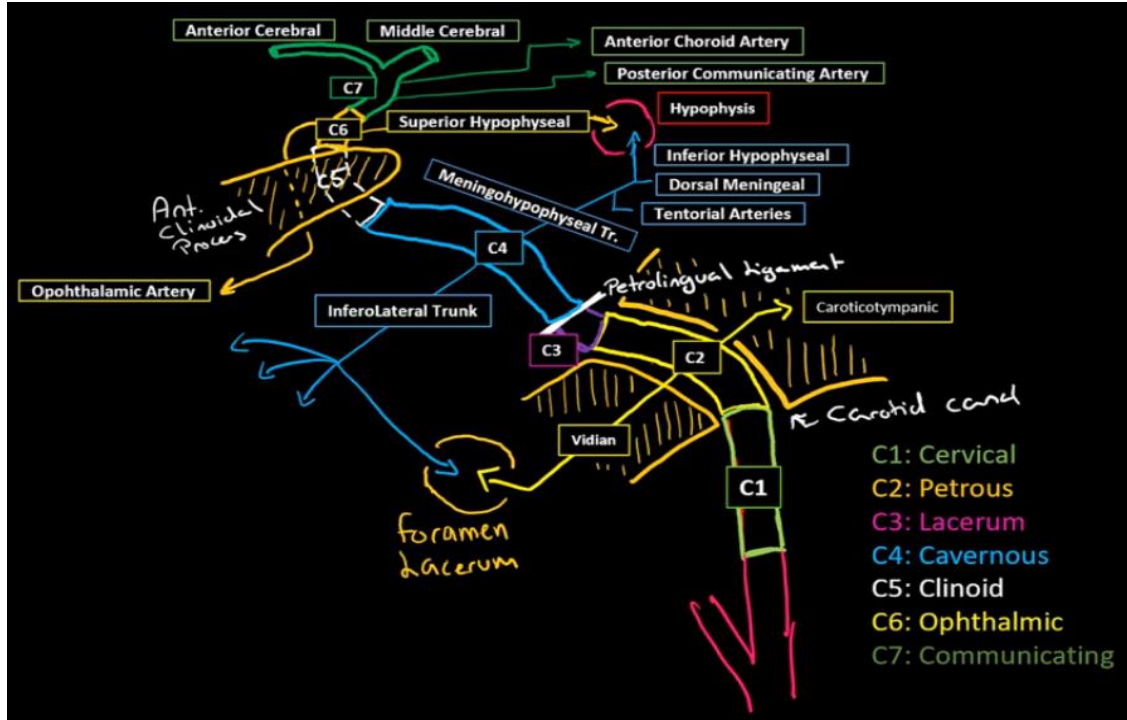 Anterior Cerebral
Middle Cerebral
Anterior Choroid Artery
Posterior Communicating Artery
C7
Hypophysis
C6
Superior Hypophyseal
Inferior Hypophyseal
C5
Dorsal Meningeal
Tentorial Arteries
Meningohypophyseal Tr.
Ant.
Clinoidal
Process
C4
Petrolingual Ligament
Opohthalamic Artery
InferoLateral Trunk
Caroticotympanic
C3
C2
Carotid canal
Vidian
C1
Foramen
Lacerum
C1: Cervical
C2: Petrous
C3: Lacerum
C4: Cavernous
C5: Clinoid
C6: Ophthalmic
C7: Communicating